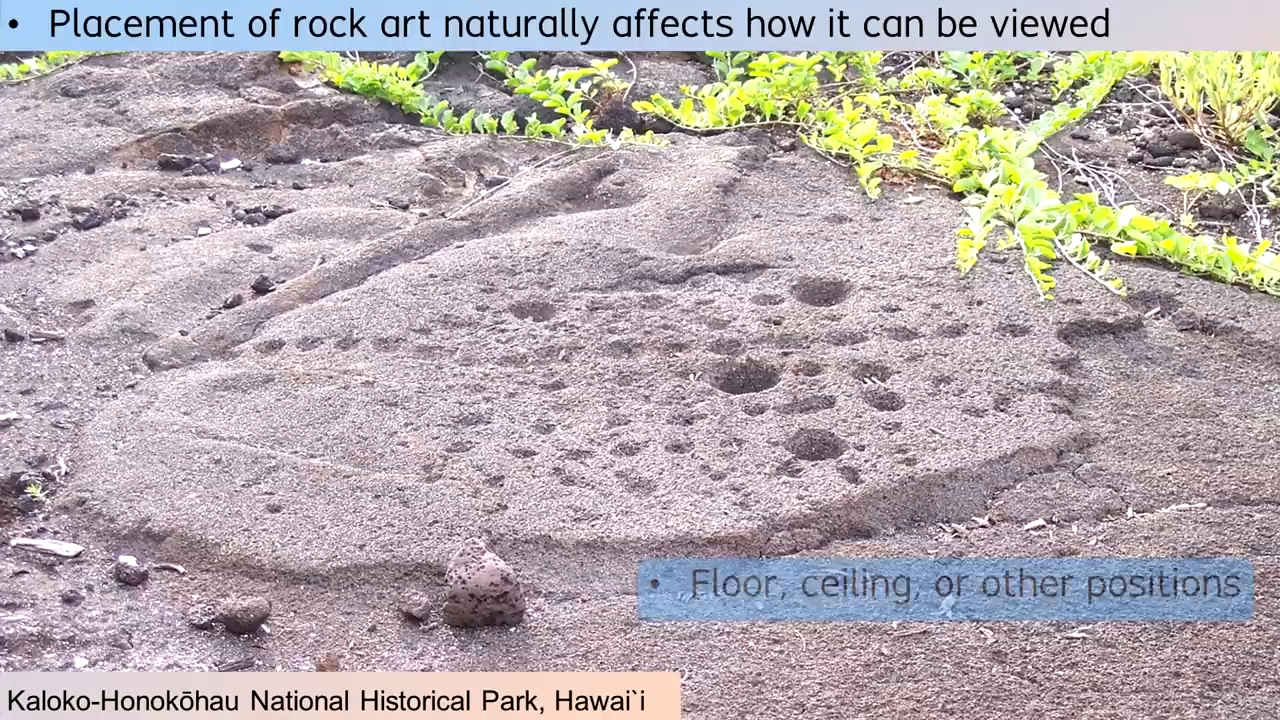 • Placement of rock art naturally affects how it can be viewed
• Floor, ceiling, or other positions
Kaloko-Honokōhau National Historical Park, Hawai`i